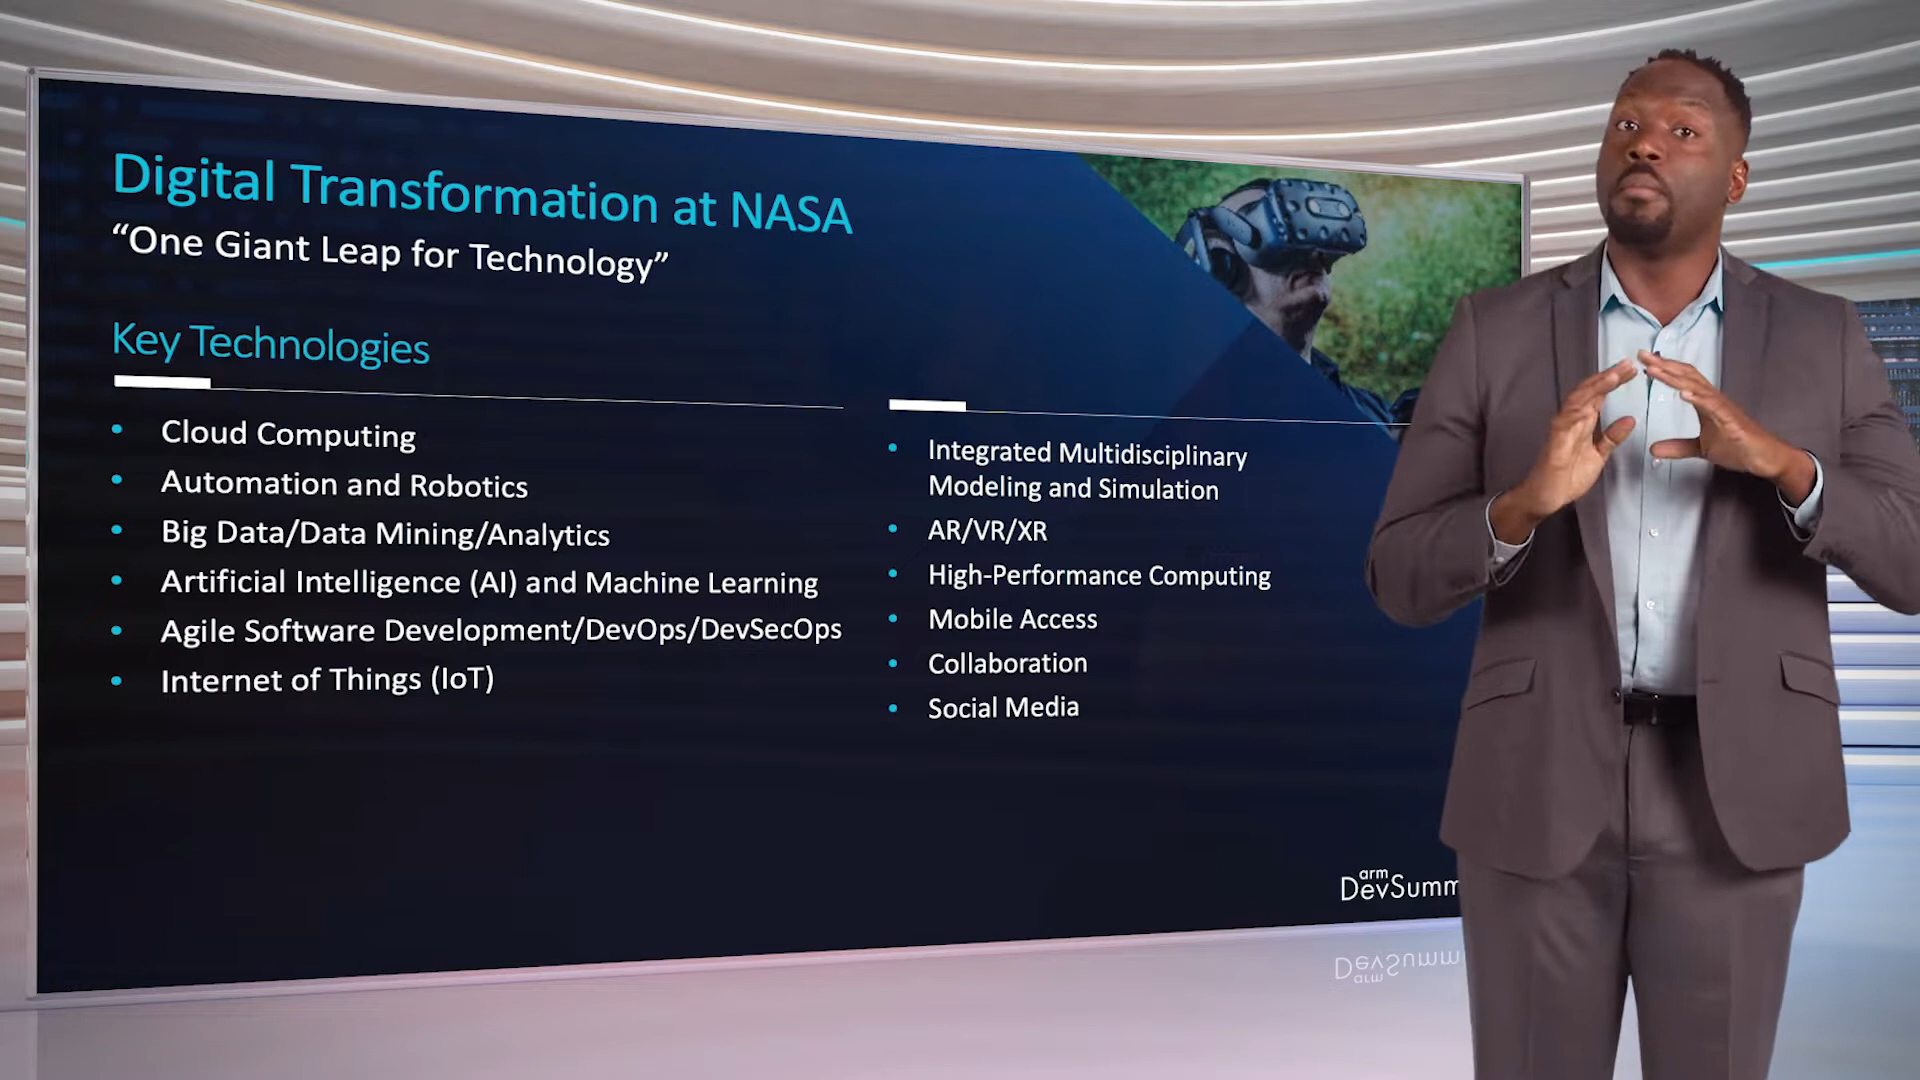 Digital Transformation at NASA
“One Giant Leap for Technology”
Key Technologies
• Cloud Computing
• Automation and Robotics
• Big Data/Data Mining/Analytics
• Artificial Intelligence (AI) and Machine Learning
• Agile Software Development/DevOps/DevSecOps
• Internet of Things (IoT)
• Integrated Multidisciplinary
Modeling and Simulation
• AR/VR/XR
• High-Performance Computing
• Mobile Access
• Collaboration
• Social Media
arm
DevSumm